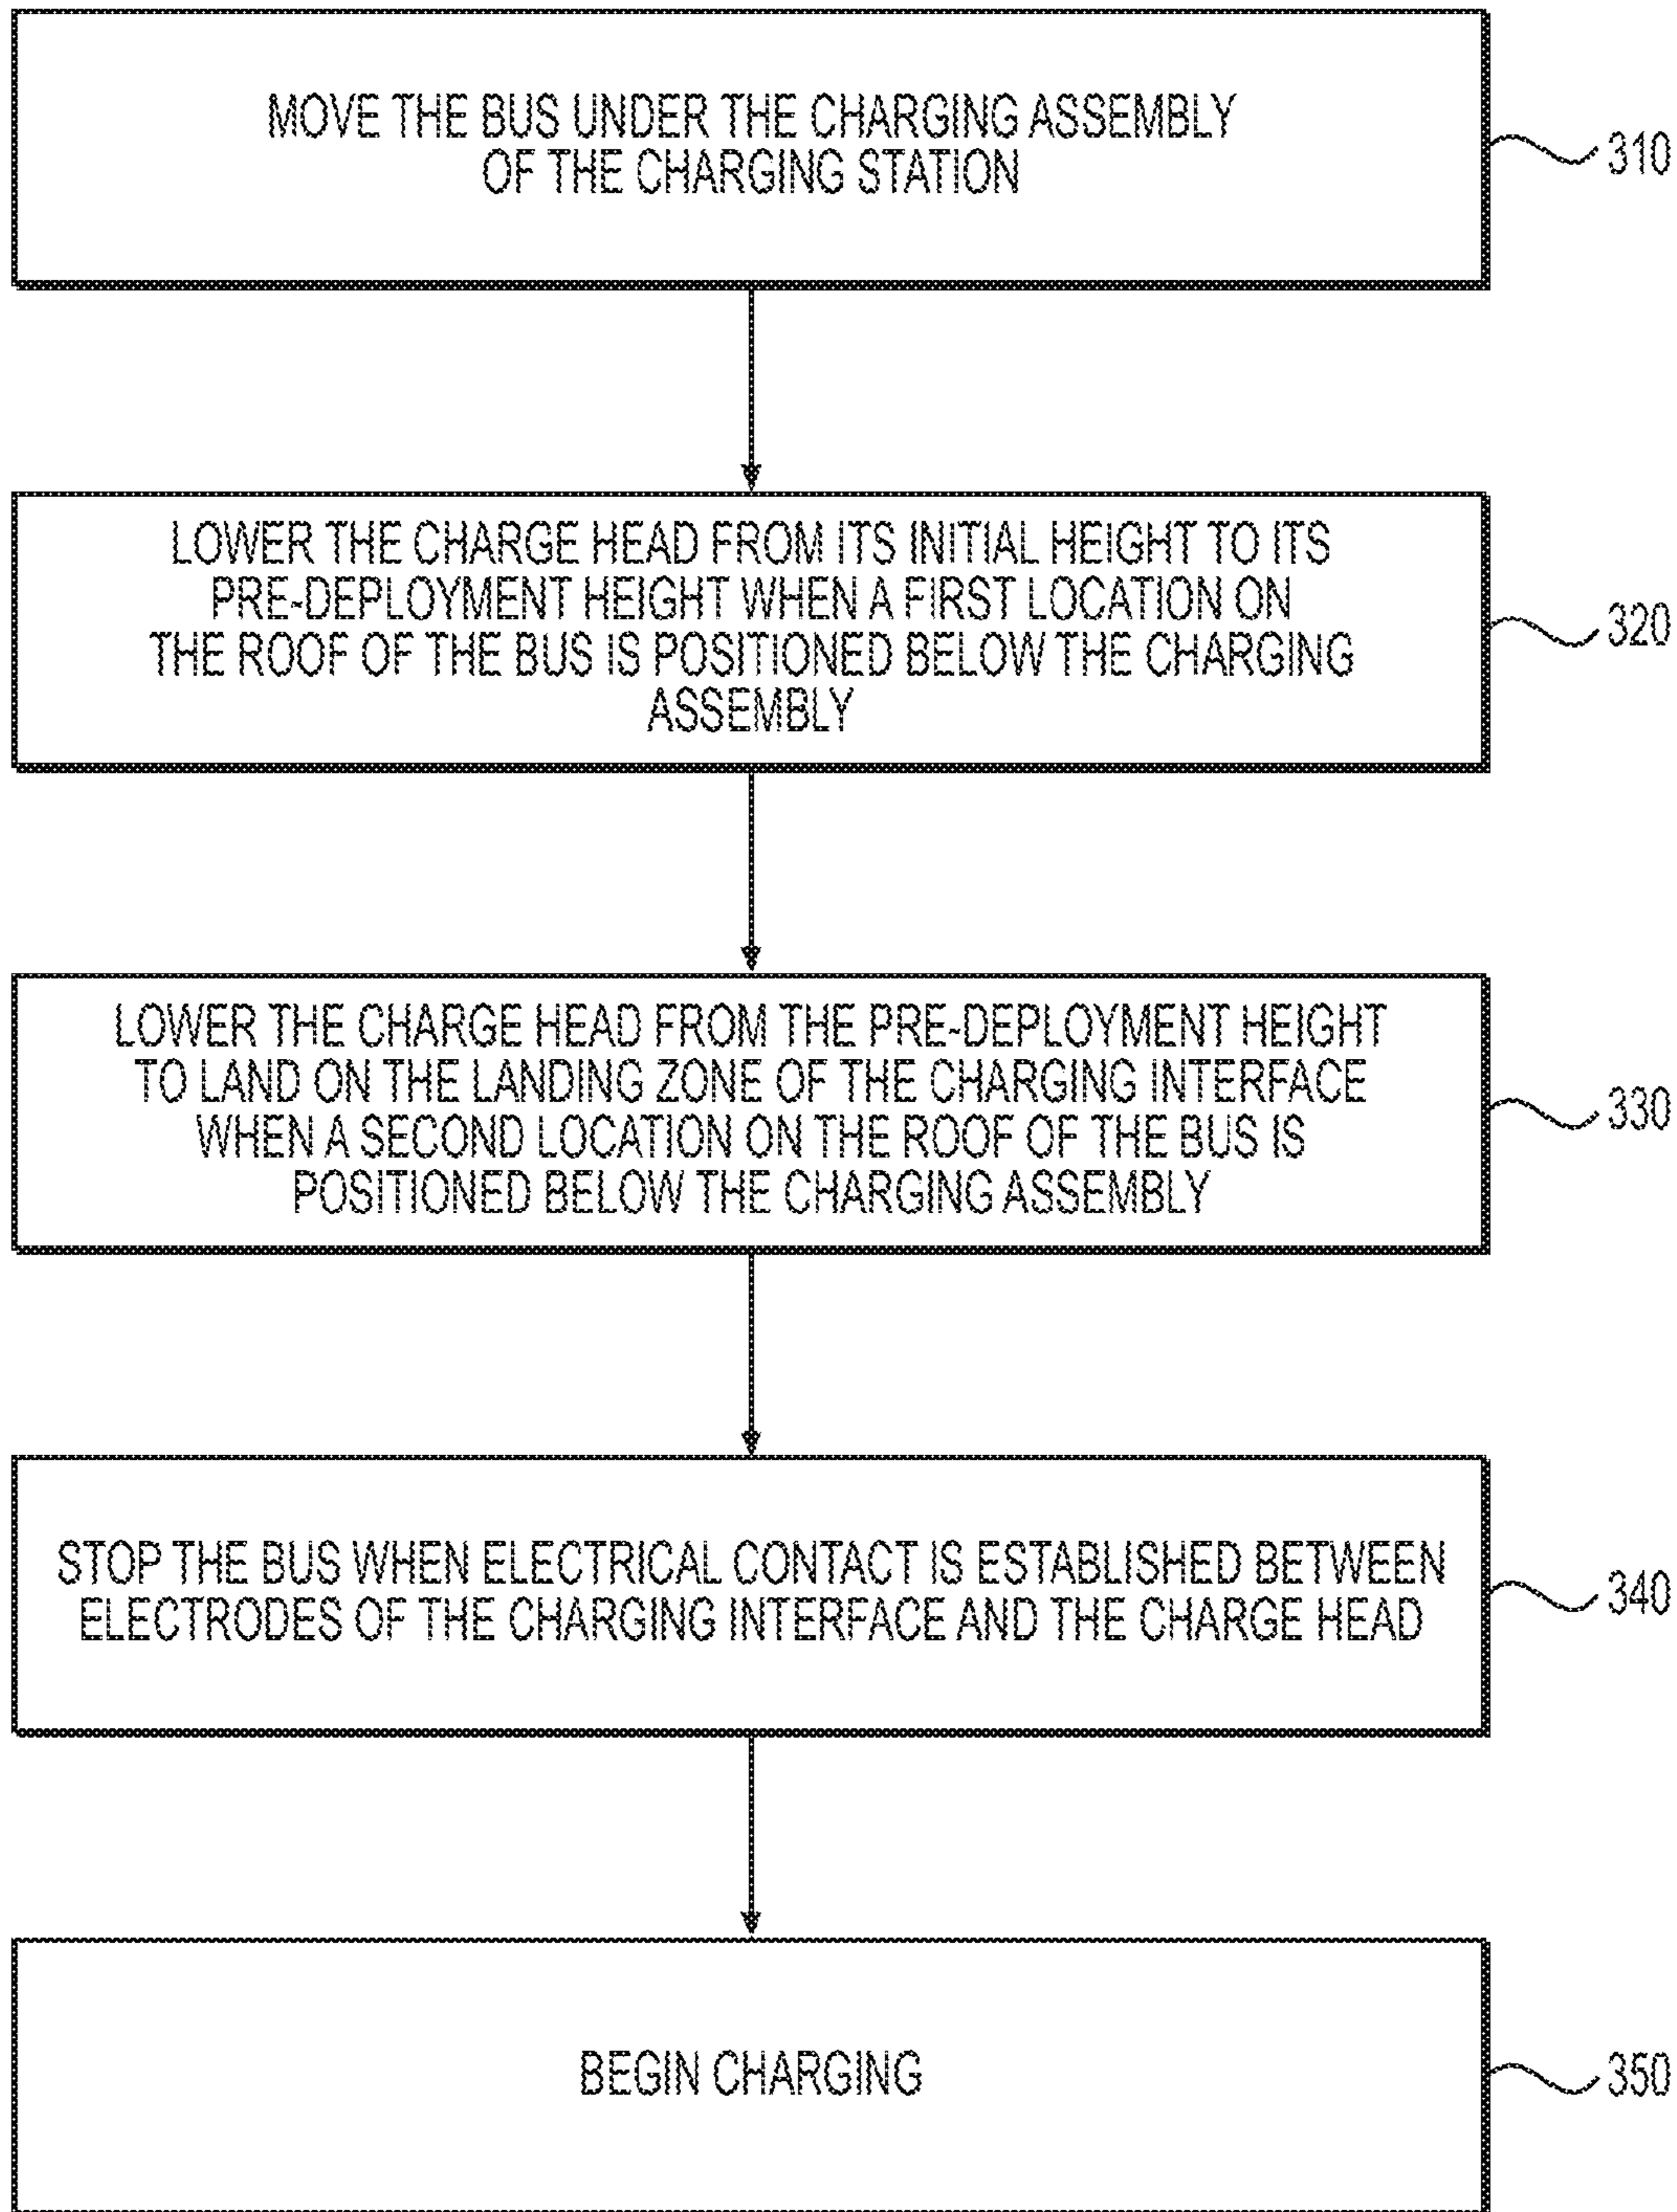 MOVE THE BUS UNDER THE CHARGING ASSEMBLY
OF THE CHARGING STATION
310
LOWER THE CHARGE HEAD FROM ITS INITIAL HEIGHT TO ITS
PRE-DEPLOYMENT HEIGHT WHEN A FIRST LOCATION ON
THE ROOF OF THE BUS IS POSITIONED BELOW THE CHARGING
ASSEMBLY
320
LOWER THE CHARGE HEAD FROM THE PRE-DEPLOYMENT HEIGHT
TO LAND ON THE LANDING ZONE OF THE CHARGING INTERFACE
WHEN A SECOND LOCATION ON THE ROOF OF THE BUS IS
POSITIONED BELOW THE CHARGING ASSEMBLY
330
STOP THE BUS WHEN ELECTRICAL CONTACT IS ESTABLISHED BETWEEN
ELECTRODES OF THE CHARGING INTERFACE AND THE CHARGE HEAD
340
BEGIN CHARGING
350